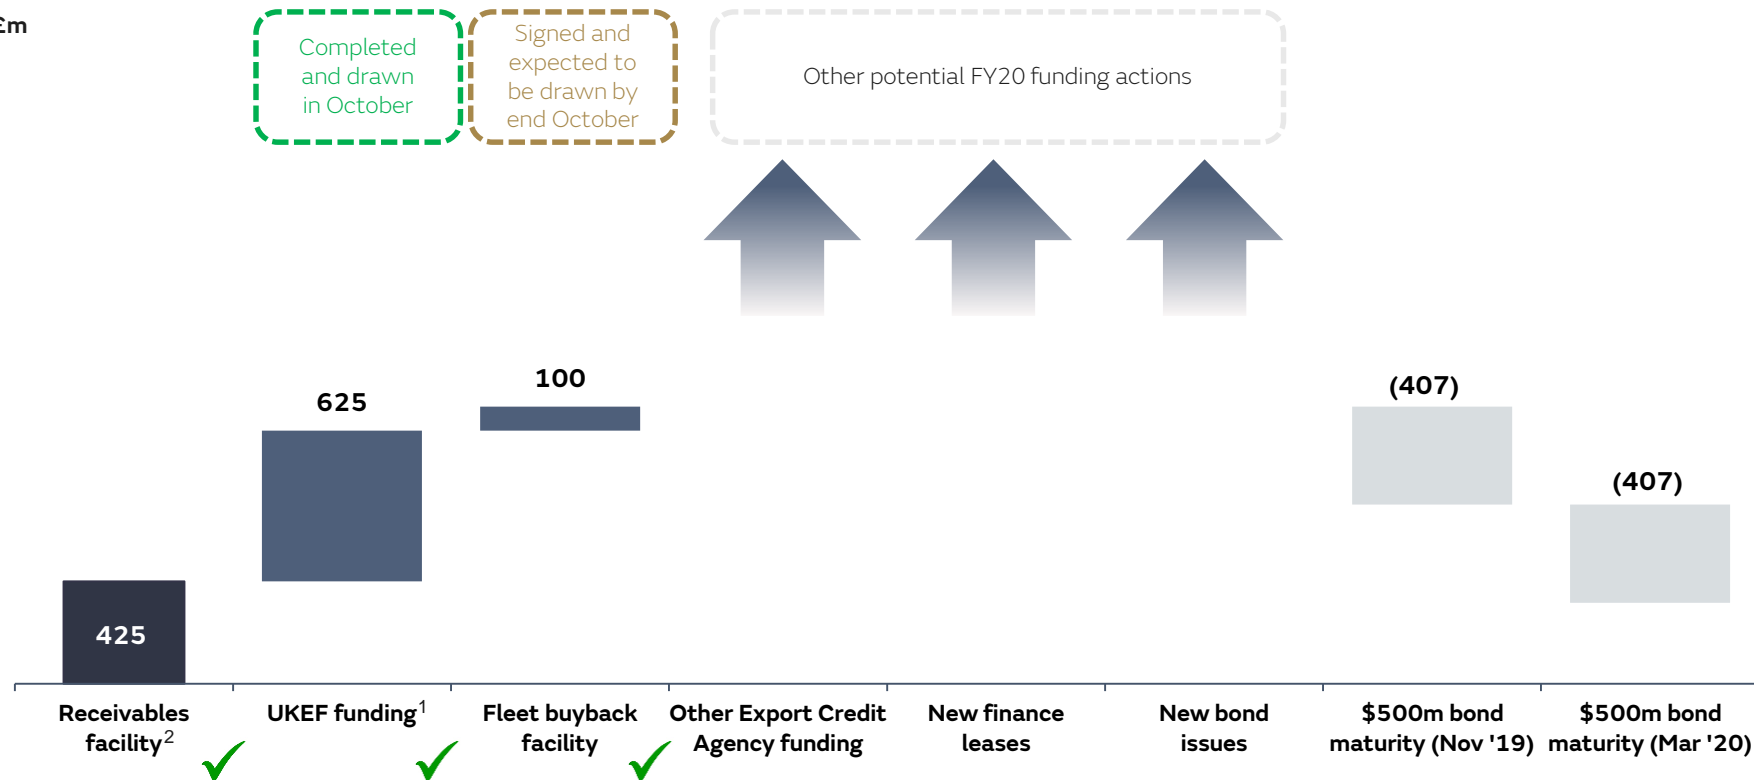 £m
Completed
and drawn
in October
Signed and
expected to
be drawn by
end October
Other potential FY20 funding actions
625
100
(407)
(407)
425
Receivables
facility²
UKEF funding¹
Fleet buyback
facility
Other Export Credit
Agency funding
New finance
leases
New bond
issues
$500m bond
maturity (Nov '19)
$500m bond
maturity (Mar '20)